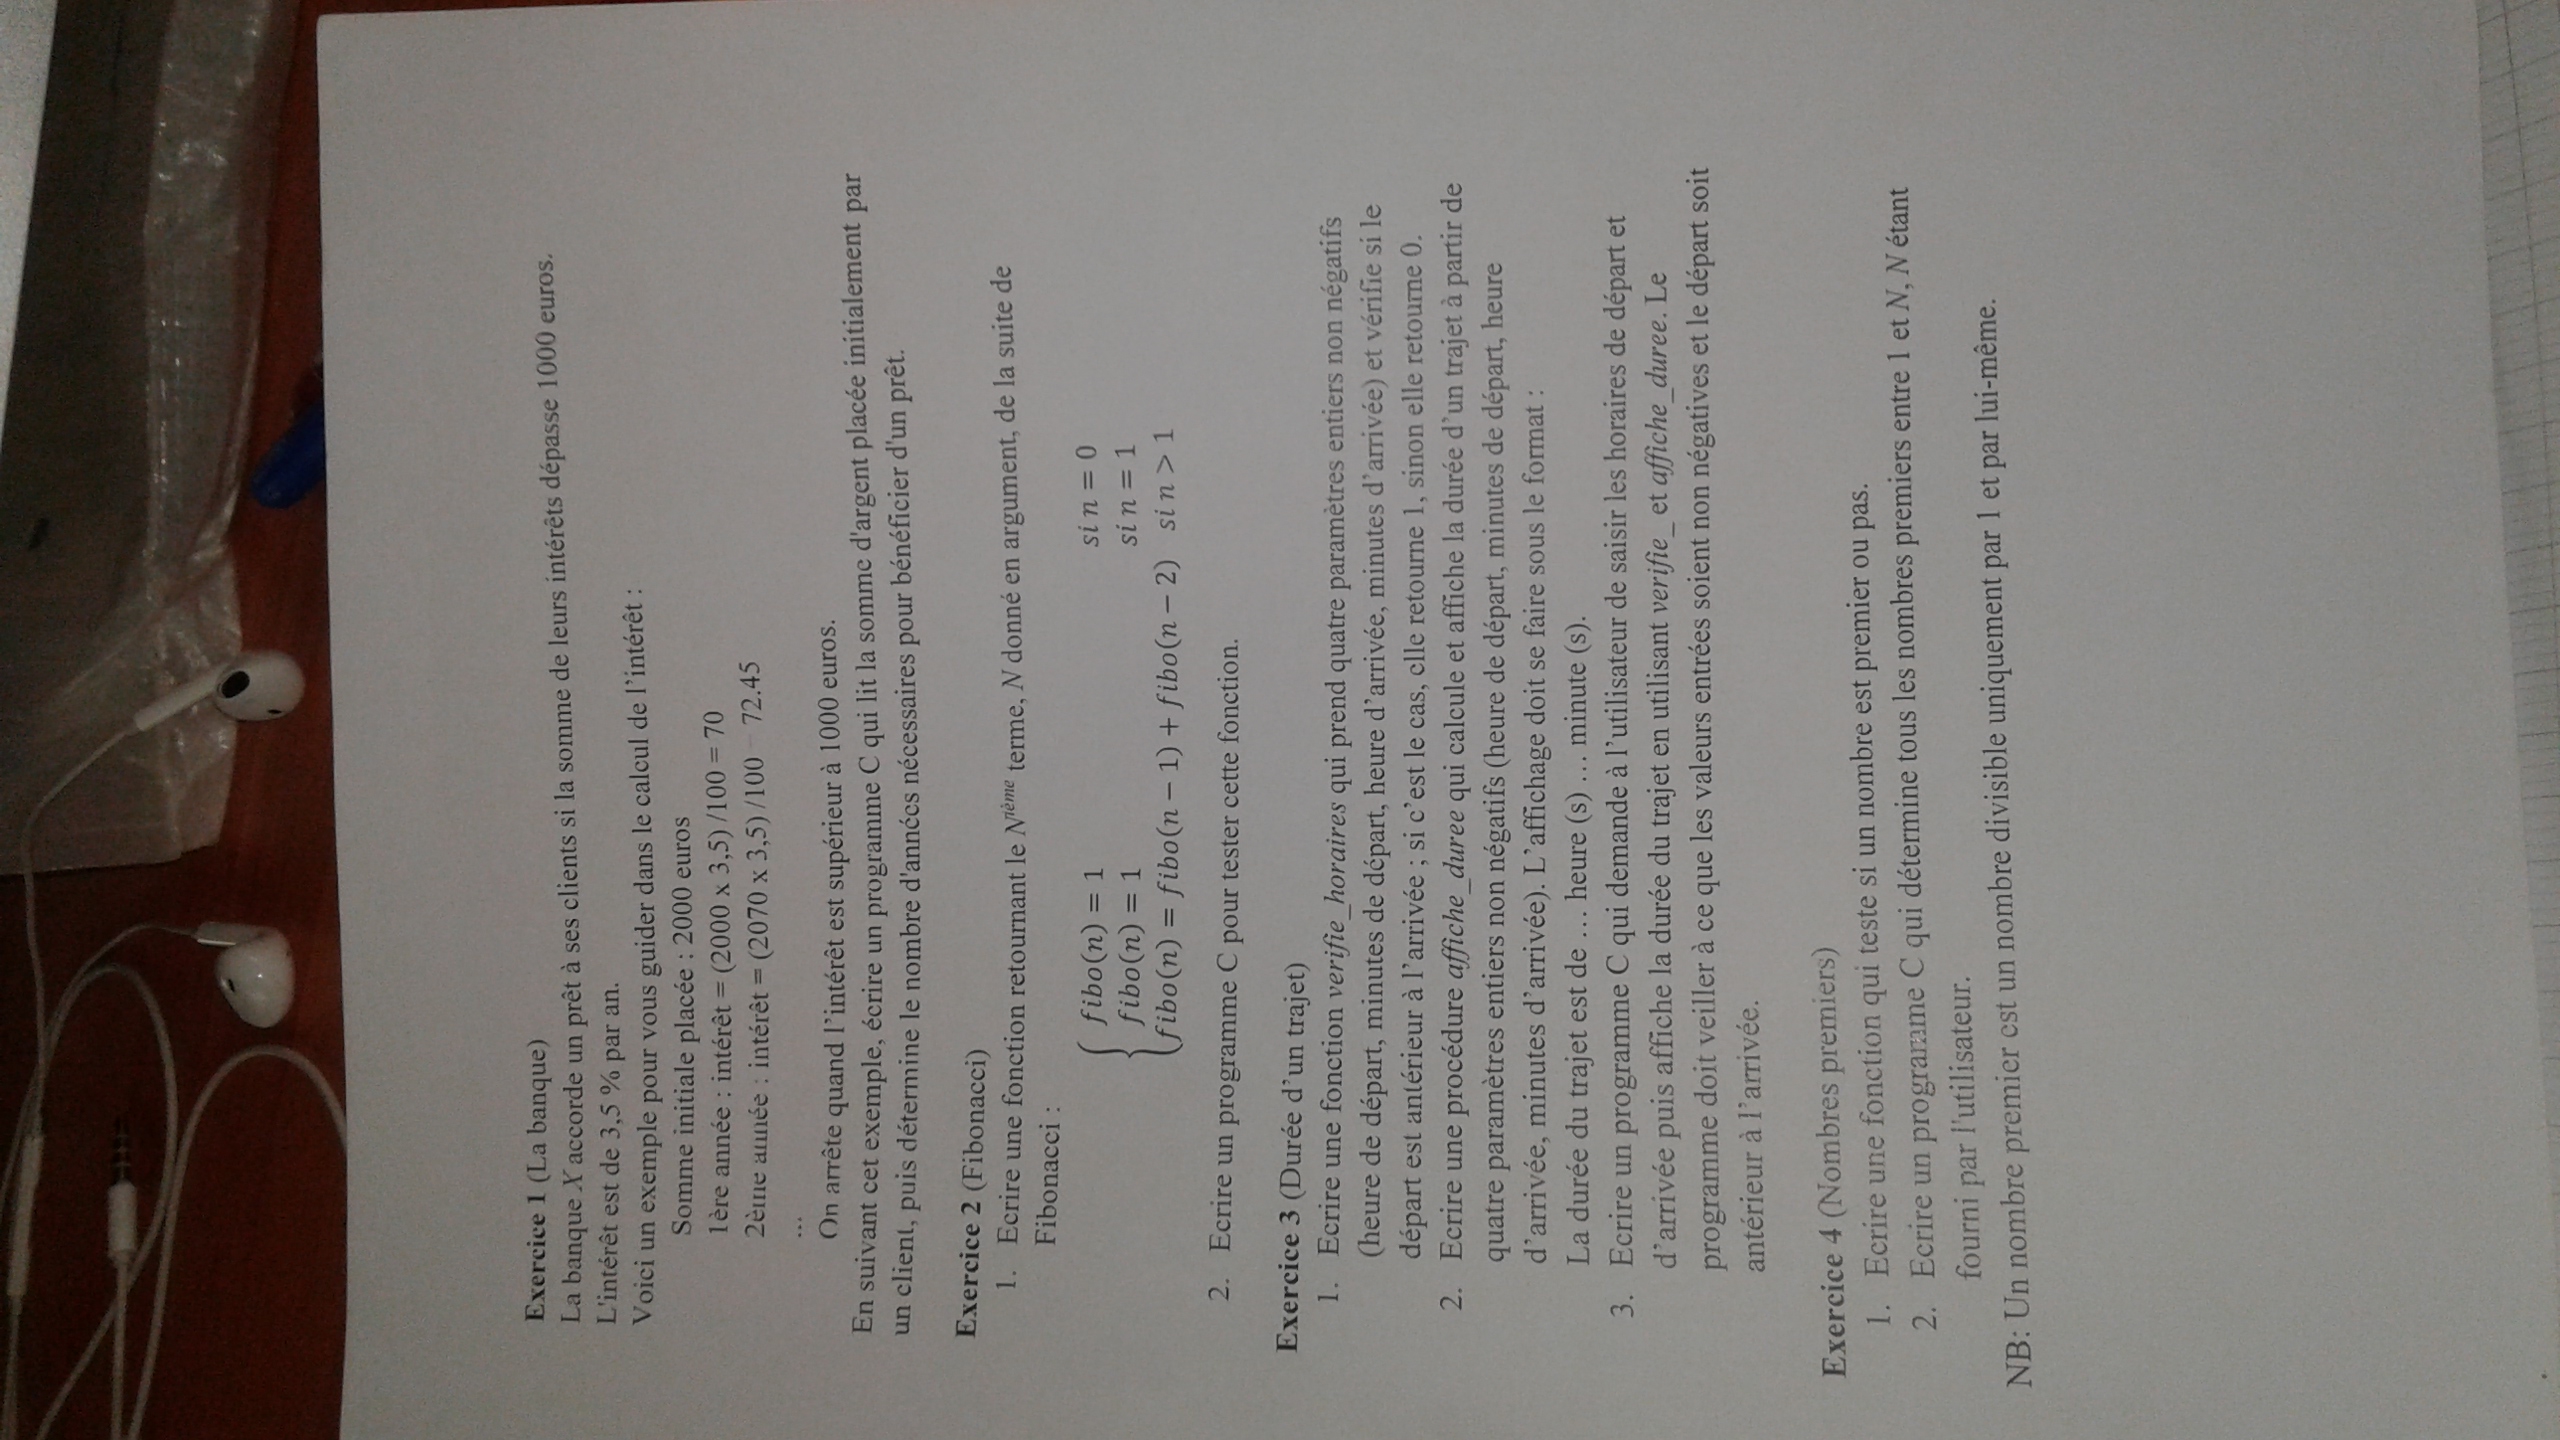 Exercice 1 (La banque)
La banque X accorde un prêt à ses clients si la somme de leurs intérêts dépasse 1000 euros.
L'intérêt est de 3,5 % par an.
Voici un exemple pour vous guider dans le calcul de l’intérêt :
Somme initiale placée : 2000 euros
1ère année : intérêt = (2000 x 3,5) /100 = 70
2ème année : intérêt = (2070 x 3,5) /100 = 72.45
...
On arrête quand l’intérêt est supérieur à 1000 euros.
En suivant cet exemple, écrire un programme C qui lit la somme d'argent placée initialement par
un client, puis détermine le nombre d'années nécessaires pour bénéficier d'un prêt.
Exercice 2 (Fibonacci)
1. Ecrire une fonction retournant le Nième terme, N donné en argument, de la suite de
Fibonacci :
fibo(n) = 1 si n = 0
fibo(n) = 1 si n = 1
fibo(n) = fibo(n − 1) + fibo(n − 2) si n > 1
2. Ecrire un programme C pour tester cette fonction.
Exercice 3 (Durée d’un trajet)
1. Ecrire une fonction verifie_horaires qui prend quatre paramètres entiers non négatifs
(heure de départ, minutes de départ, heure d’arrivée, minutes d’arrivée) et vérifie si le
départ est antérieur à l’arrivée ; si c’est le cas, elle retourne 1, sinon elle retourne 0.
2. Ecrire une procédure affiche_duree qui calcule et affiche la durée d’un trajet à partir de
quatre paramètres entiers non négatifs (heure de départ, minutes de départ, heure
d’arrivée, minutes d’arrivée). L’affichage doit se faire sous le format :
La durée du trajet est de … heure (s) … minute (s).
3. Ecrire un programme C qui demande à l’utilisateur de saisir les horaires de départ et
d’arrivée puis affiche la durée du trajet en utilisant verifie_ et affiche_duree. Le
programme doit veiller à ce que les valeurs entrées soient non négatives et le départ soit
antérieur à l’arrivée.
Exercice 4 (Nombres premiers)
1. Ecrire une fonction qui teste si un nombre est premier ou pas.
2. Ecrire un programme C qui détermine tous les nombres premiers entre 1 et N, N étant
fourni par l'utilisateur.
NB: Un nombre premier est un nombre divisible uniquement par 1 et par lui-même.